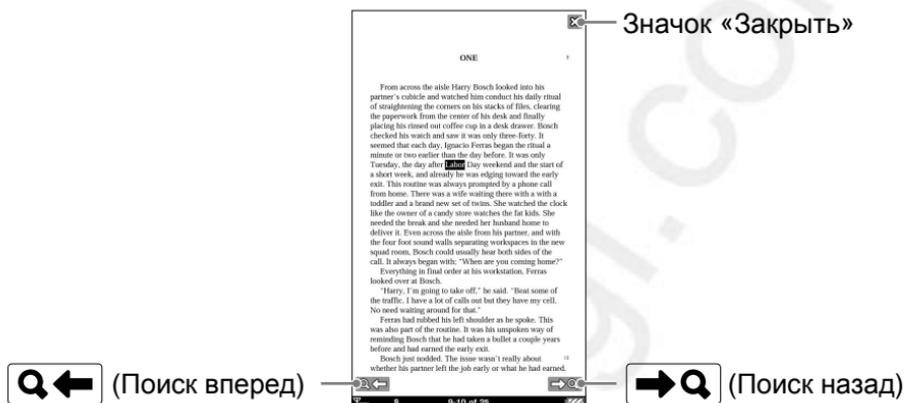 Значок «Закрыть»
ONE
From across the aisle Harry Bosch looked into his
partner's cubicle and watched him conduct his daily ritual
of straightening the corners on his stacks of files, clearing
the paperwork from the center of his desk and finally
placing his rinsed out coffee cup in a desk drawer. Bosch
checked his watch and saw it was only three-forty. It
seemed that each day, Ignacio Ferras began the ritual a
minute or two earlier than the day before. It was only
Tuesday, the day after Labor Day weekend and the start of
a short week, and already he was edging toward the early
exit. This routine was always prompted by a phone call
from home. There was a wife waiting there with a with a
toddler and a brand new set of twins. She watched the clock
like the owner of a candy store watches the fat kids. She
needed the break and she needed her husband home to
deliver it. Even across the aisle from his partner, and with
the four foot sound walls separating workspaces in the new
squad room, Bosch could usually hear both sides of the
call. It always began with; "When are you coming home?"
Everything in final order at his workstation, Ferras
looked over at Bosch.
"Harry, I'm going to take off," he said. "Beat some of
the traffic. I have a lot of calls out but they have my cell.
No need waiting around for that."
Ferras had rubbed his left shoulder as he spoke. This
was also part of the routine. It was his unspoken way of
reminding Bosch that he had taken a bullet a couple years
before and had earned the early exit.
Bosch just nodded. The issue wasn't really about
whether his partner left the job early or what he had earned.
(Поиск вперед)
(Поиск назад)
9-10 of 25